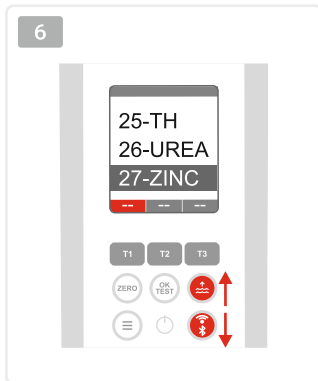 6
25-TH
26-UREA
27-ZINC
-- -- --
T1 T2 T3
ZERO OK TEST